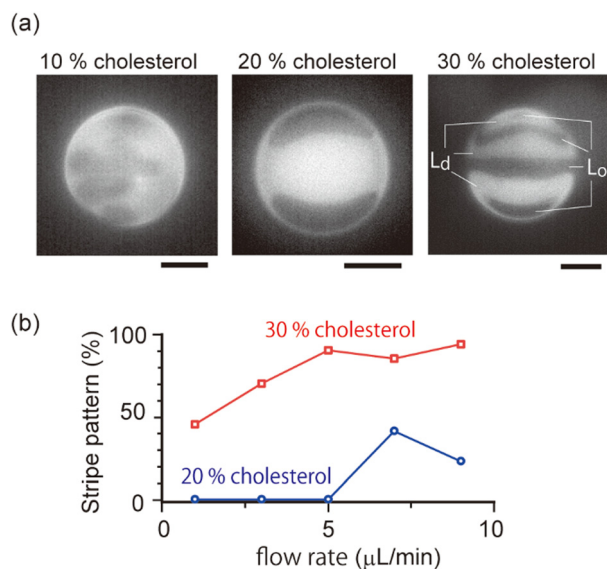 (a)
10 % cholesterol 20 % cholesterol 30 % cholesterol
Ld Lo
(b)
100
50
0
Stripe pattern (%)
30 % cholesterol
20 % cholesterol
0 5 10
flow rate (μL/min)